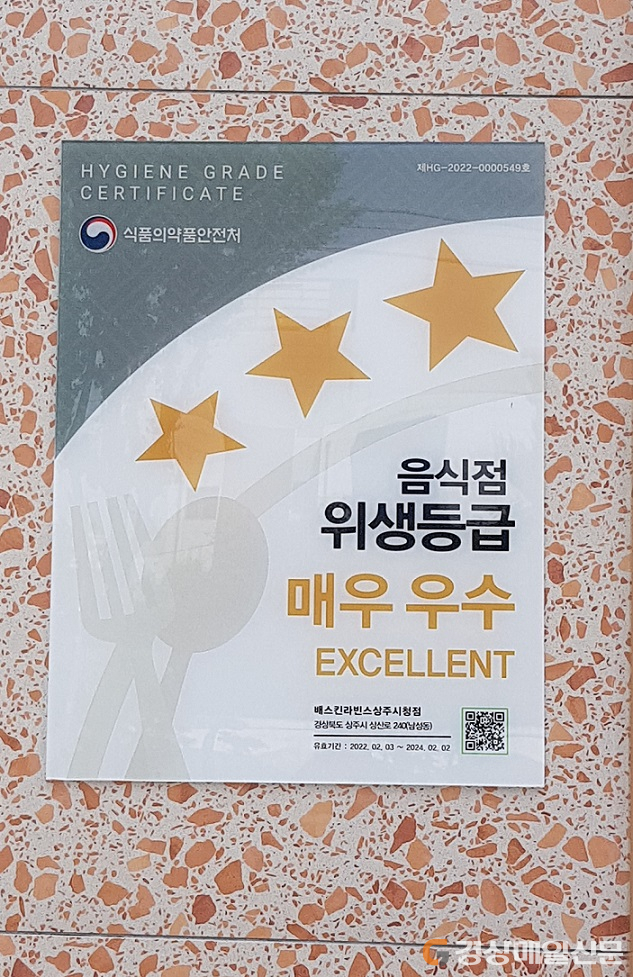 HYGIENE GRADE
CERTIFICATE
제HG-2022-0000549호
식품의약품안전처
음식점
위생등급
매우 우수
EXCELLENT
배스킨라빈스상주시청점
경상북도 상주시 상산로 240(남성동)
유효기간 : 2022. 02. 03 ~ 2024. 02. 02
경상매일신문